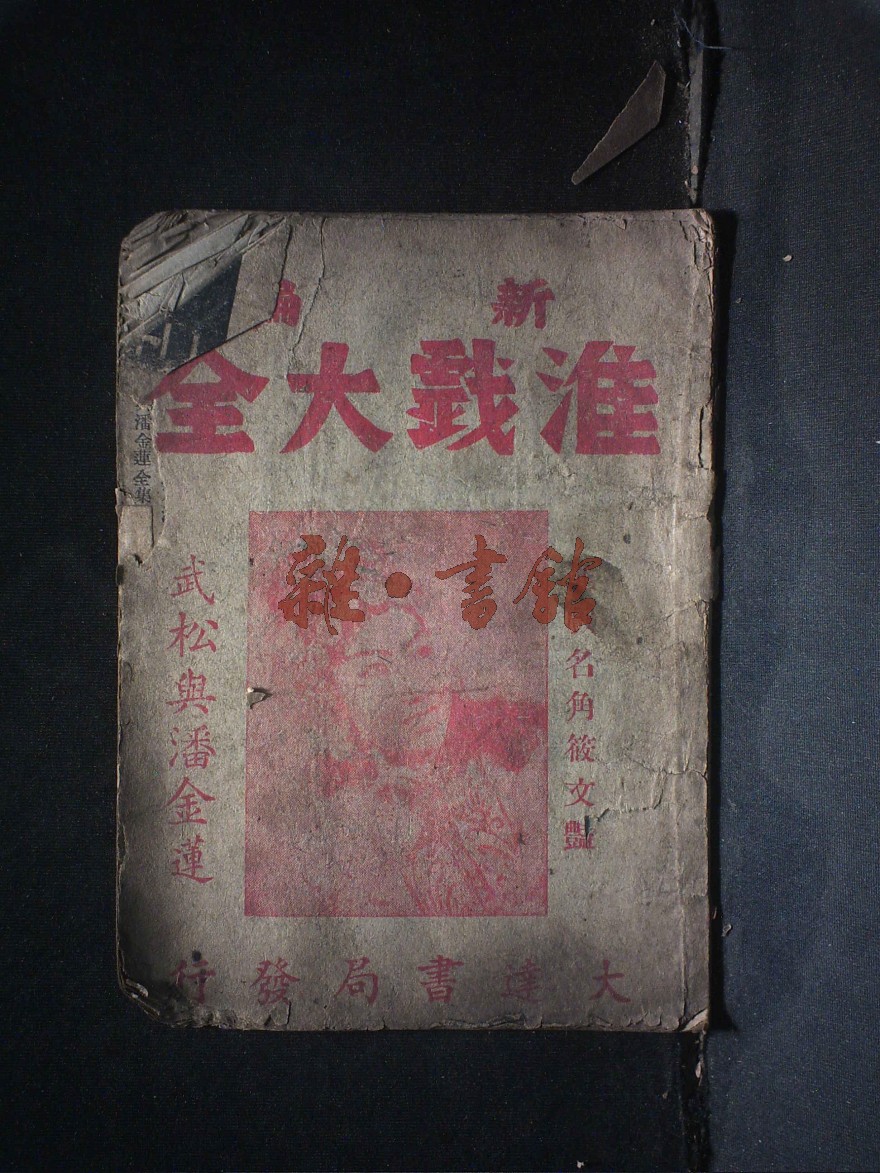 新
淮戲大全
名角筱文豔
雜·書館
武松與潘金蓮
潘金蓮全集
大達書局發行